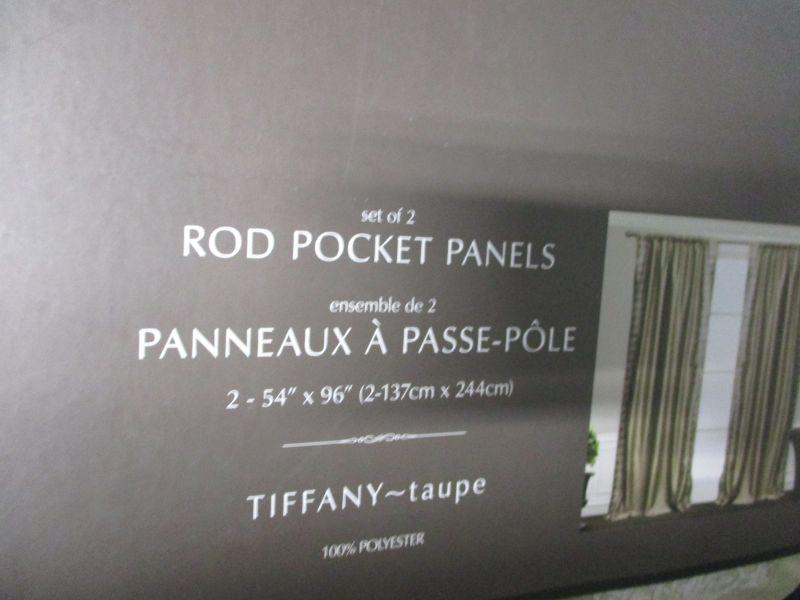 set of 2
ROD POCKET PANELS
ensemble de 2
PANNEAUX À PASSE-PÔLE
2 - 54" x 96" (2-137cm x 244cm)
TIFFANY~taupe
100% POLYESTER